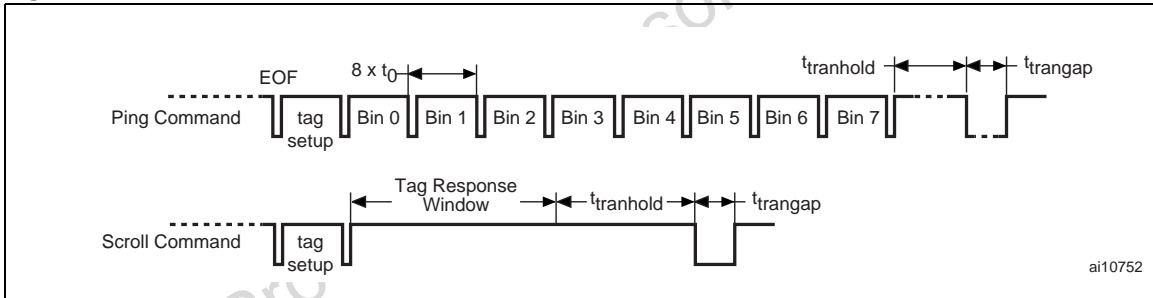 EOF
8 x t0
ttranhold
ttrangap
Ping Command
tag
setup
Bin 0
Bin 1
Bin 2
Bin 3
Bin 4
Bin 5
Bin 6
Bin 7
Tag Response
Window
ttranhold
ttrangap
Scroll Command
tag
setup
ai10752